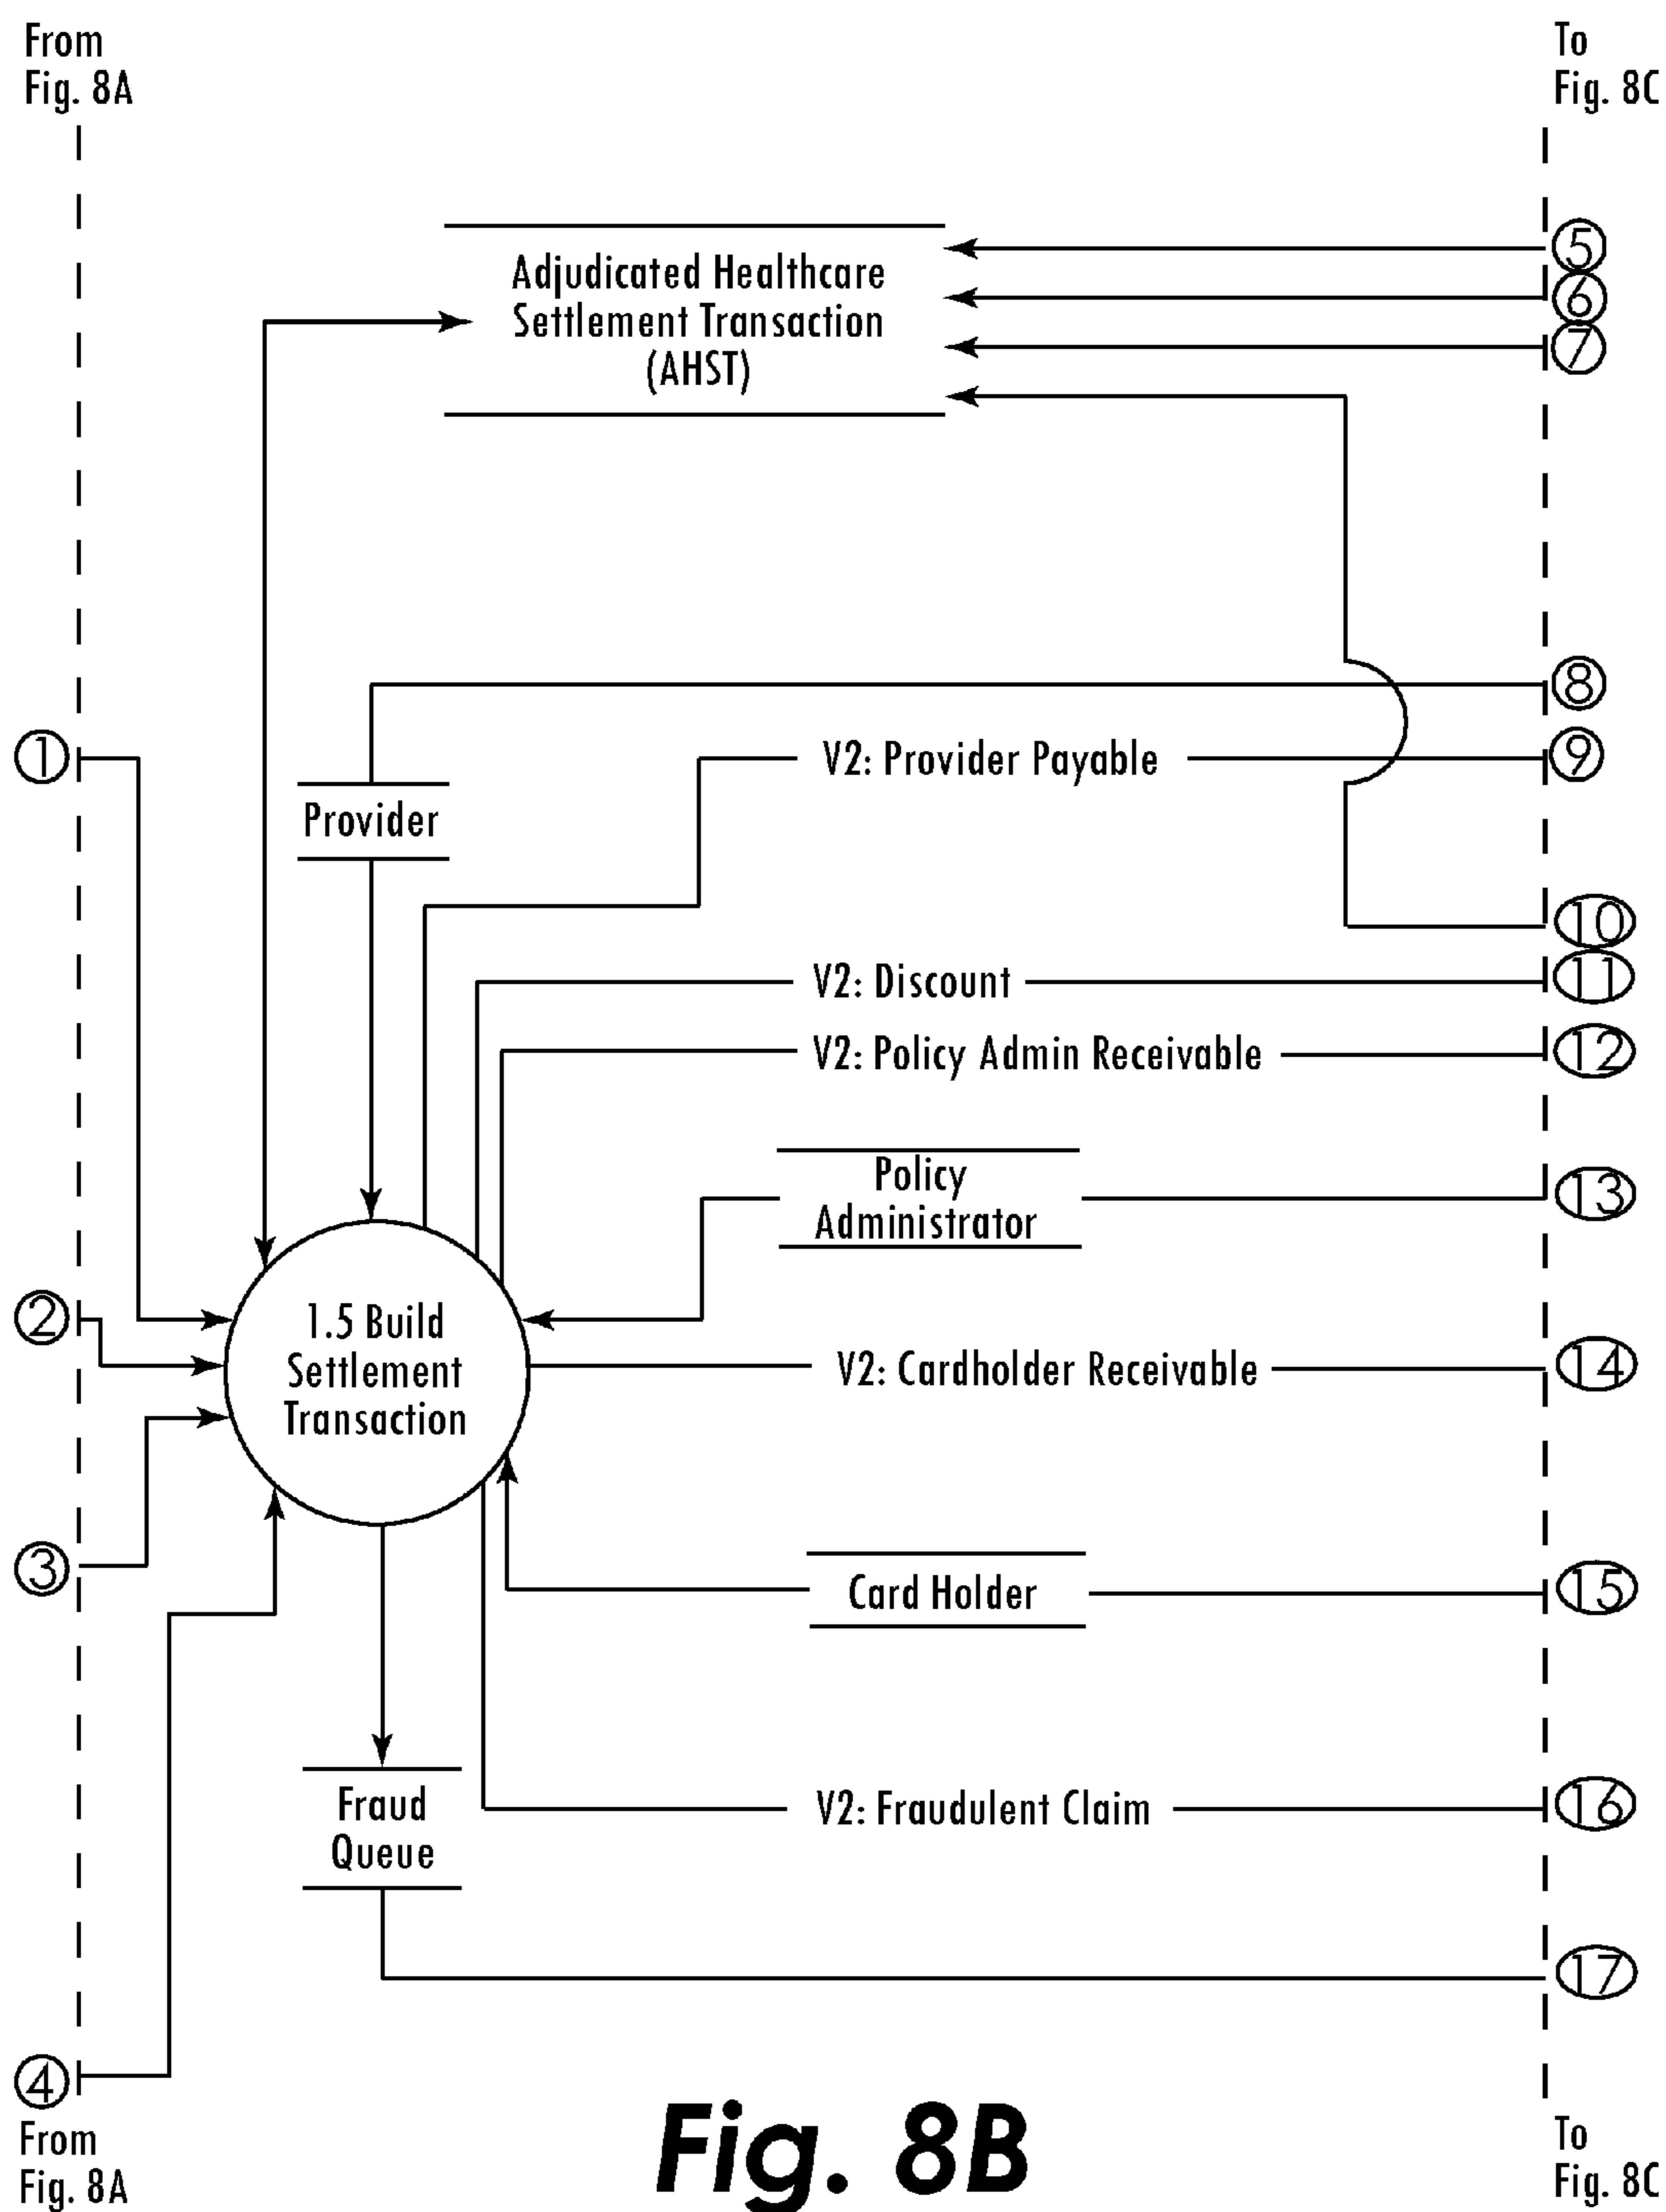 From
Fig. 8A
To
Fig. 8C
Adjudicated Healthcare
Settlement Transaction
(AHST)
5
6
7
8
1
V2: Provider Payable
9
Provider
10
V2: Discount
11
V2: Policy Admin Receivable
12
Policy
Administrator
13
2
1.5 Build
Settlement
Transaction
V2: Cardholder Receivable
14
3
Card Holder
15
Fraud
Queue
V2: Fraudulent Claim
16
17
4
From
Fig. 8A
Fig. 8B
To
Fig. 8C